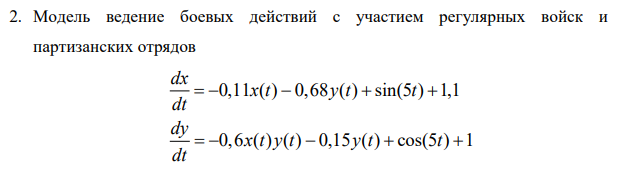 2. Модель ведение боевых действий с участием регулярных войск и
партизанских отрядов
dx/dt = −0,11x(t) − 0,68y(t) + sin(5t) + 1,1
dy/dt = −0,6x(t)y(t) − 0,15y(t) + cos(5t) + 1